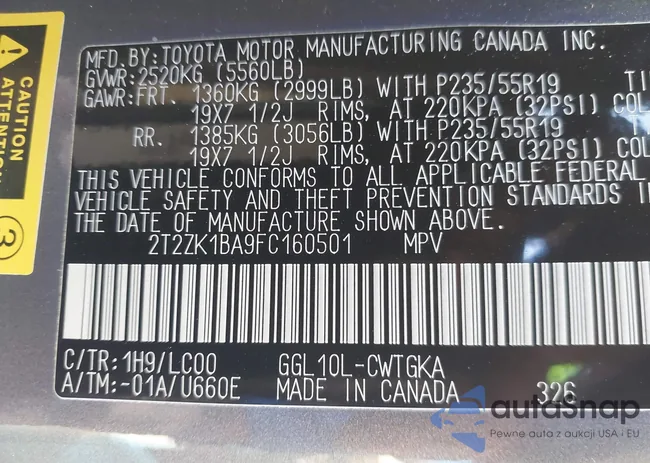 CAUTION
ATTENTION
3
MFD. BY: TOYOTA MOTOR MANUFACTURING CANADA INC.
GVWR: 2520KG (5560LB)
GAWR: FRT. 1360KG (2999LB) WITH P235/55R19
19X7 1/2J RIMS, AT 220KPA (32PSI)
RR. 1385KG (3056LB) WITH P235/55R19
19X7 1/2J RIMS, AT 220KPA (32PSI)
THIS VEHICLE CONFORMS TO ALL APPLICABLE FEDERAL
VEHICLE SAFETY AND THEFT PREVENTION STANDARDS
THE DATE OF MANUFACTURE SHOWN ABOVE.
2T2ZK1BA9FC160501 MPV
C/TR: 1H9/LC00 GGL10L-CWTGKA
A/TM: -01A/U660E MADE IN CANADA 326
autosnap
Pewne auta z aukcji USA i EU